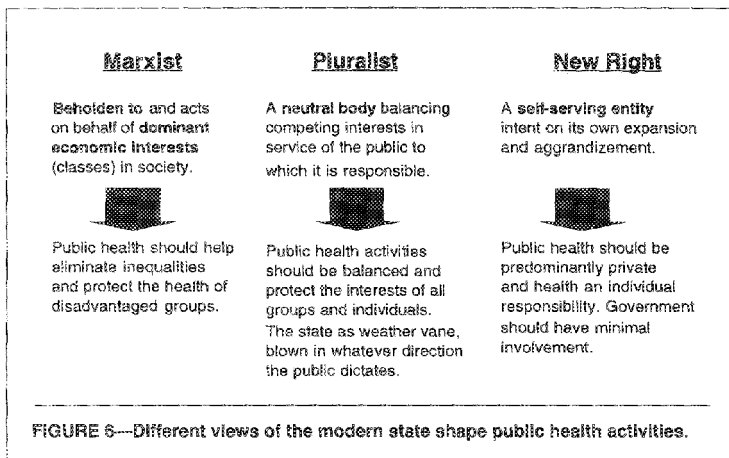 Marxist
Beholden to and acts
on behalf of dominant
economic interests
(classes) in society.
Public health should help
eliminate inequalities
and protect the health of
disadvantaged groups.
Pluralist
A neutral body balancing
competing interests in
service of the public to
which it is responsible.
Public health activities
should be balanced and
protect the interests of all
groups and individuals.
The state as weather vane,
blown in whatever direction
the public dictates.
New Right
A self-serving entity
intent on its own expansion
and aggrandizement.
Public health should be
predominantly private
and health an individual
responsibility. Government
should have minimal
involvement.
FIGURE 6—Different views of the modern state shape public health activities.